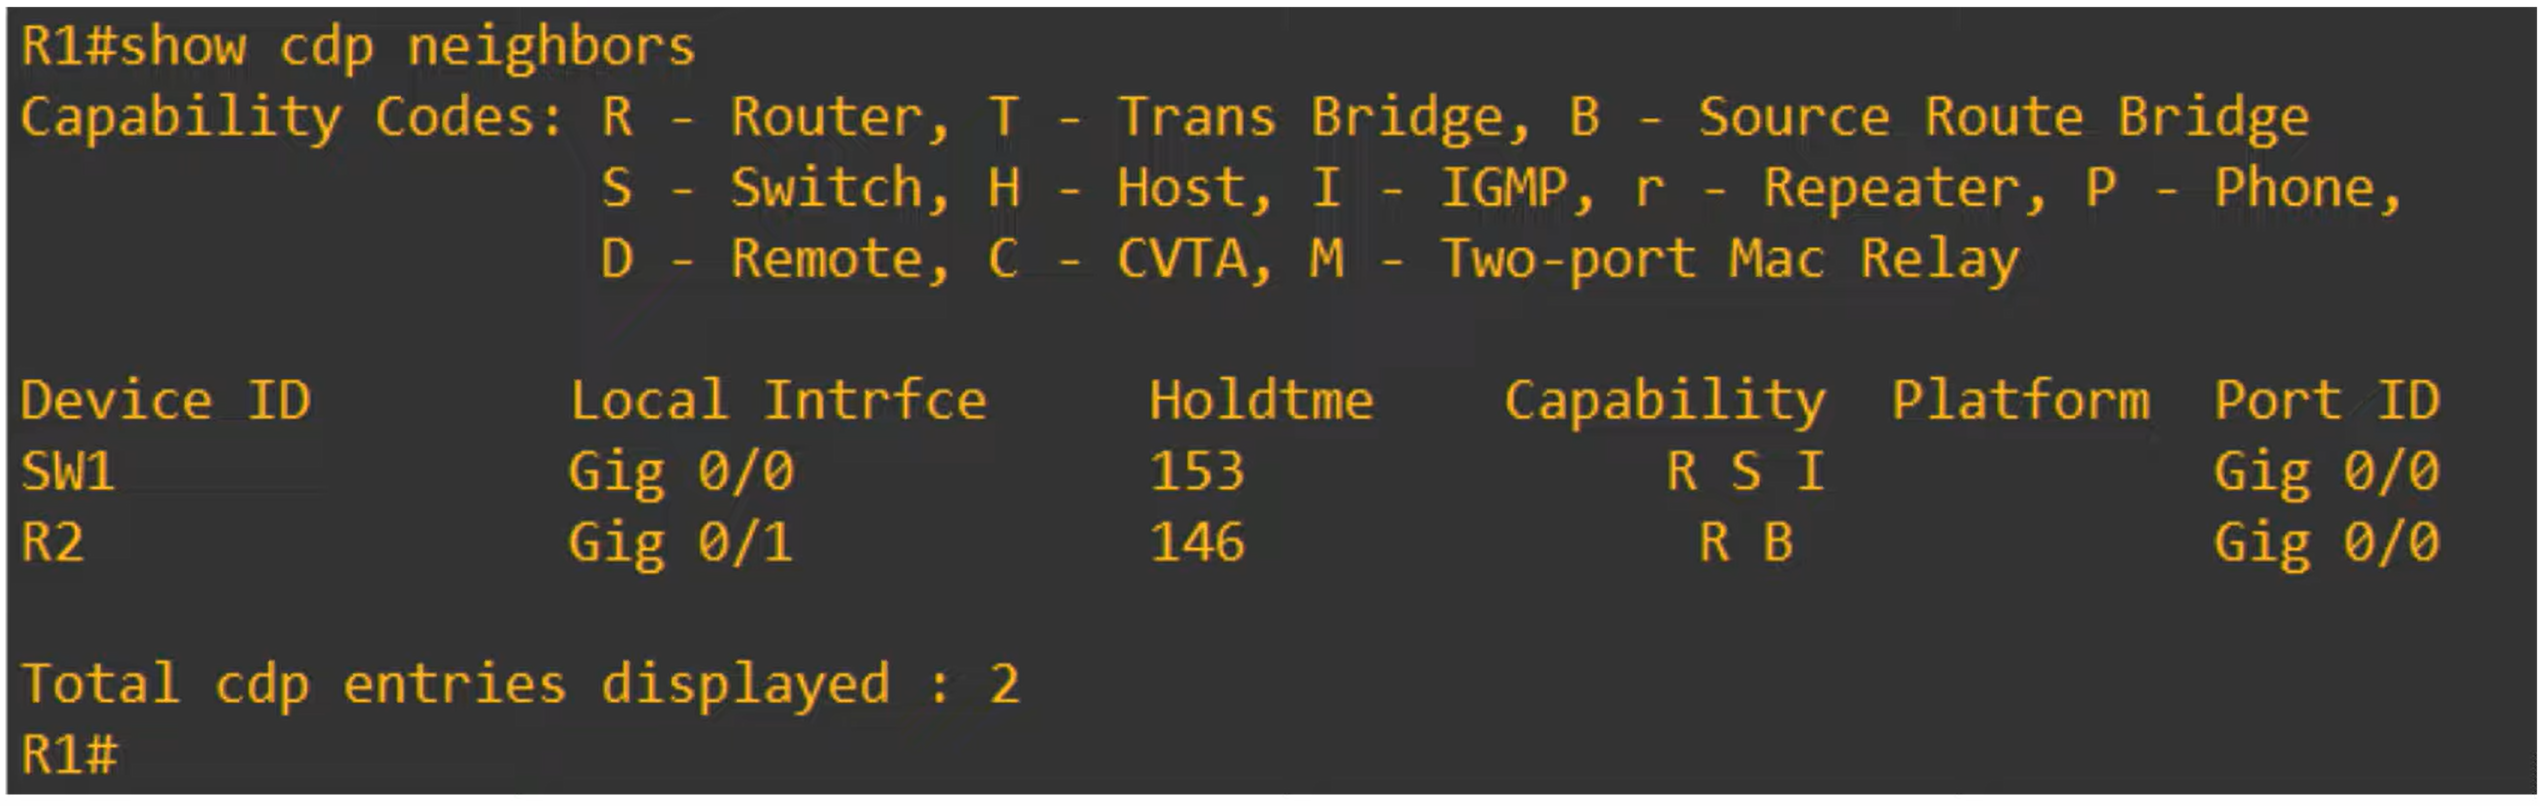 R1#show cdp neighbors
Capability Codes: R - Router, T - Trans Bridge, B - Source Route Bridge
                  S - Switch, H - Host, I - IGMP, r - Repeater, P - Phone,
                  D - Remote, C - CVTA, M - Two-port Mac Relay

Device ID        Local Intrfce     Holdtme    Capability  Platform  Port ID
SW1              Gig 0/0           153             R S I            Gig 0/0
R2               Gig 0/1           146              R B             Gig 0/0

Total cdp entries displayed : 2
R1#